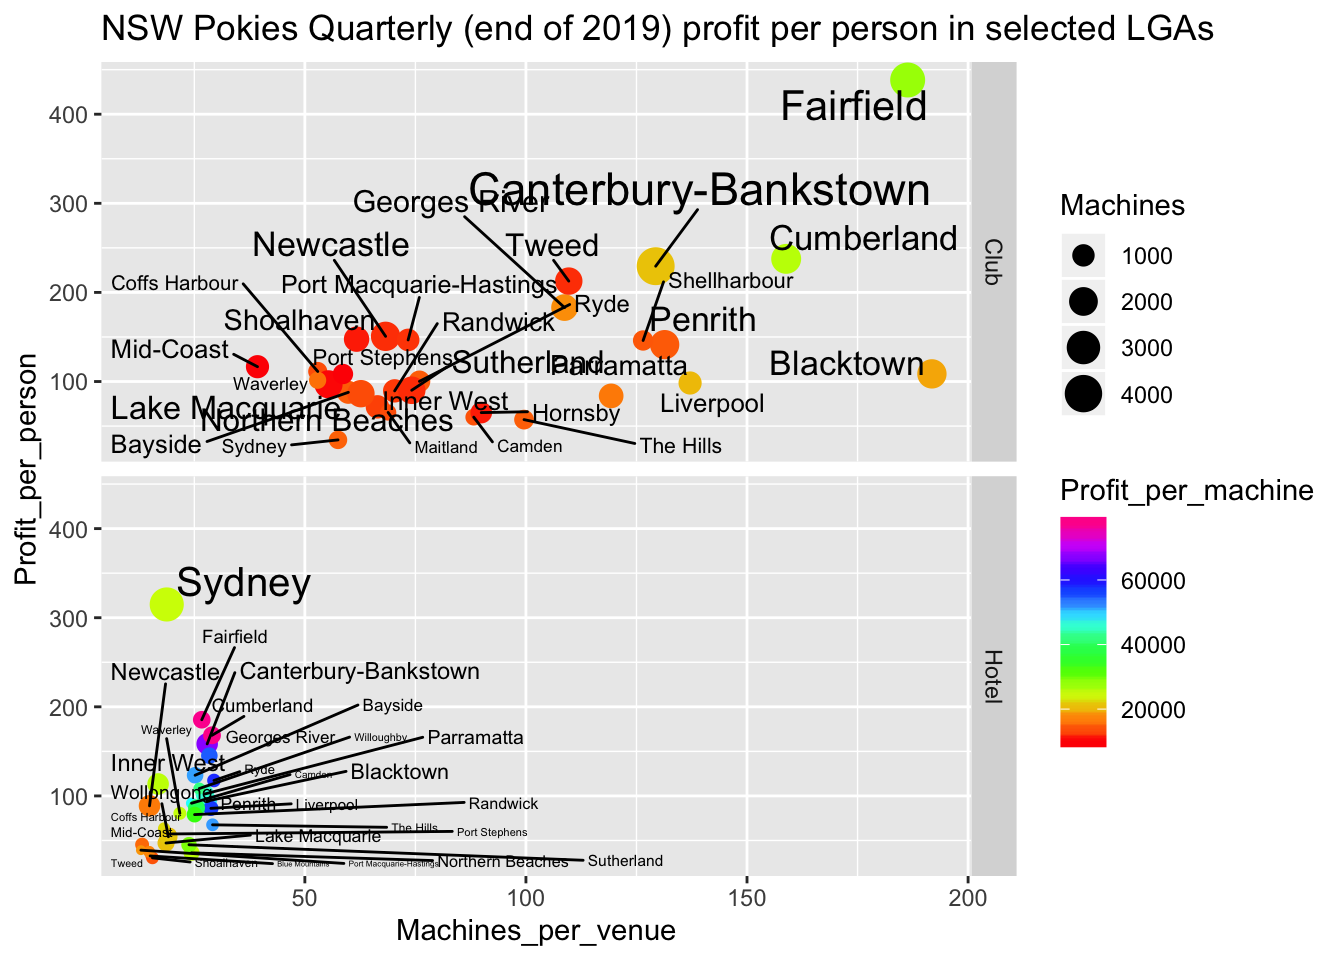 NSW Pokies Quarterly (end of 2019) profit per person in selected LGAs
Profit_per_person
400
300
200
100
Fairfield
Canterbury-Bankstown
Georges River
Newcastle
Tweed
Cumberland
Coffs Harbour
Port Macquarie-Hastings
Shellharbour
Ryde
Shoalhaven
Randwick
Penrith
Mid-Coast
Port Stephens
Sutherland
Parramatta
Blacktown
Waverley
Lake Macquarie
Inner West
Liverpool
Northern Beaches
Hornsby
Bayside
Sydney
Maitland
Camden
The Hills
Club
400
300
200
100
Sydney
Fairfield
Newcastle
Canterbury-Bankstown
Cumberland
Bayside
Waverley
Georges River
Willoughby
Parramatta
Inner West
Ryde
Camden
Blacktown
Wollongong
Penrith
Liverpool
Randwick
Coffs Harbour
Mid-Coast
Lake Macquarie
The Hills
Port Stephens
Tweed
Shoalhaven
Blue Mountains
Port Macquarie-Hastings
Northern Beaches
Sutherland
Hotel
50
100
150
200
Machines_per_venue
Machines
1000
2000
3000
4000
Profit_per_machine
60000
40000
20000